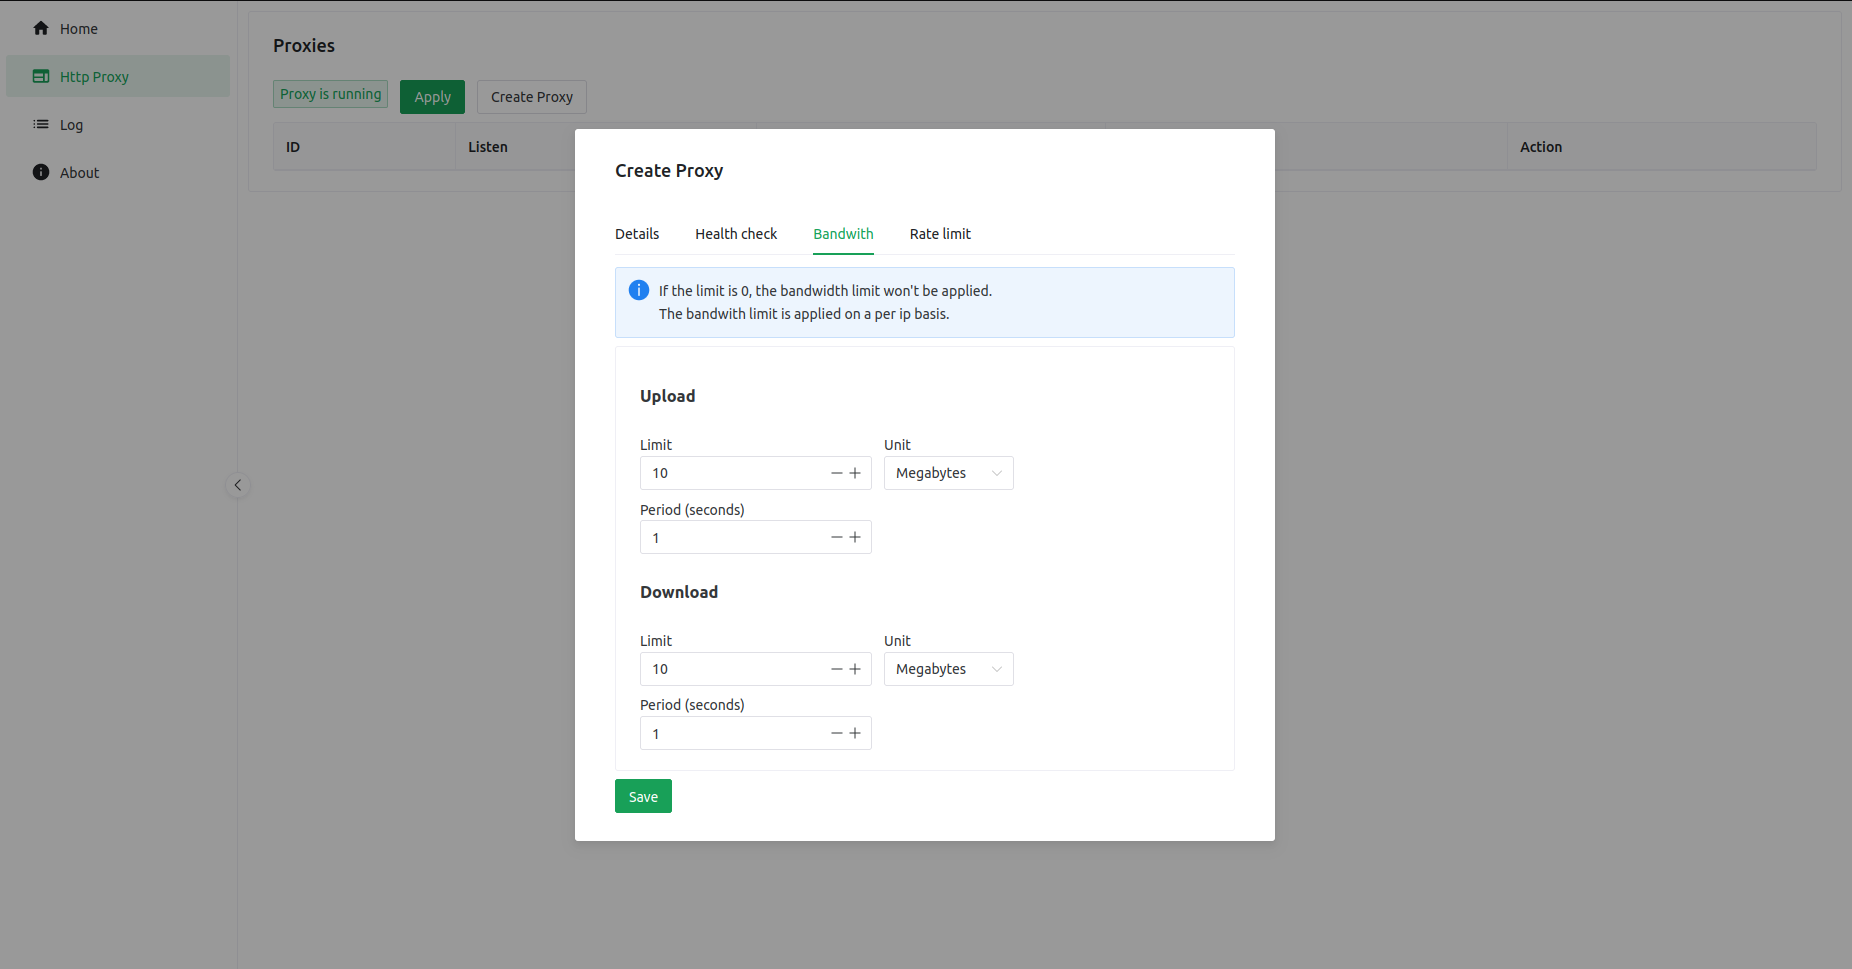 Home
Http Proxy
Log
About
Proxies
Proxy is running
Apply
Create Proxy
ID
Listen
Action
Create Proxy
Details
Health check
Bandwith
Rate limit
If the limit is 0, the bandwidth limit won't be applied.
The bandwith limit is applied on a per ip basis.
Upload
Limit
Unit
10
Megabytes
Period (seconds)
1
Download
Limit
Unit
10
Megabytes
Period (seconds)
1
Save